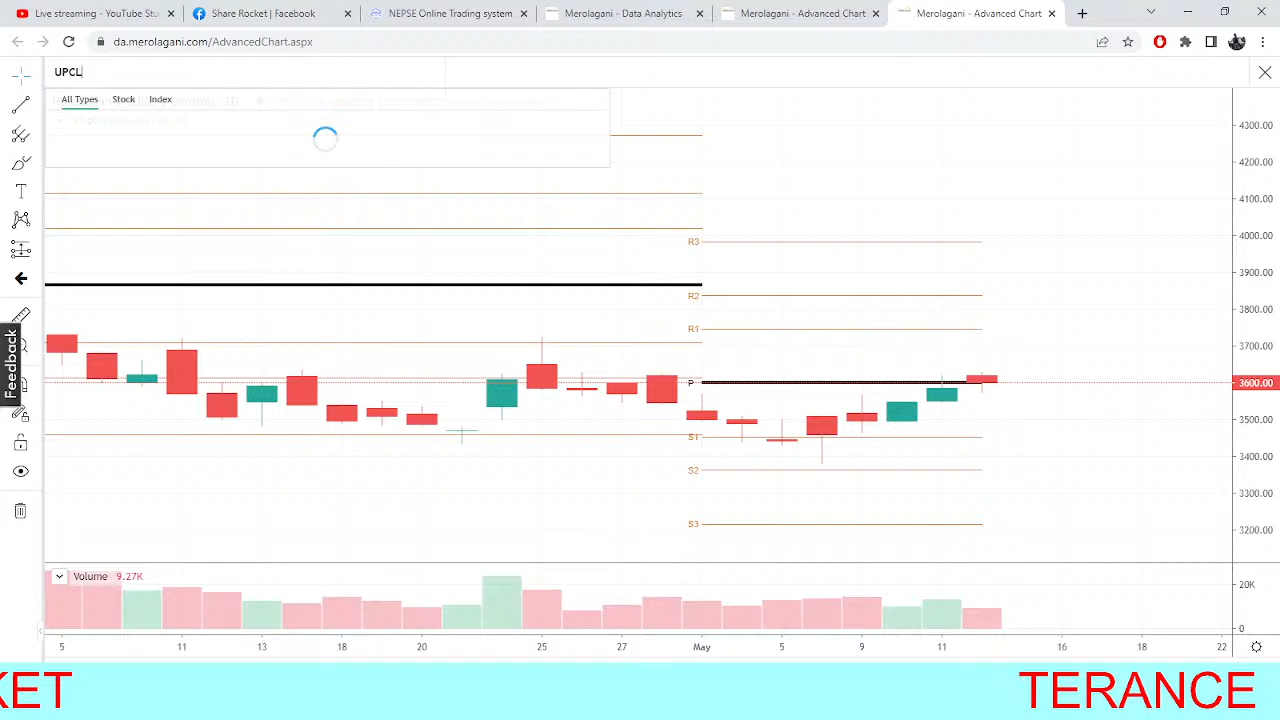 Live streaming - YouTube Stu
Share Rocket | Facebook
NEPSE Online Trading system
Merolagani - Data Analytics
Merolagani - Advanced Chart
Merolagani - Advanced Chart
da.merolagani.com/AdvancedChart.aspx
UPCL
All Types Stock Index
4300.00
4200.00
4100.00
4000.00
R3
3900.00
R2
3800.00
R1
3700.00
Feedback
P
3600.00
3500.00
S1
3400.00
S2
3300.00
S3
3200.00
Volume 9.27K
20K
0
5 11 13 18 20 25 27 May 5 9 11 16 18 22
KET TERANCE